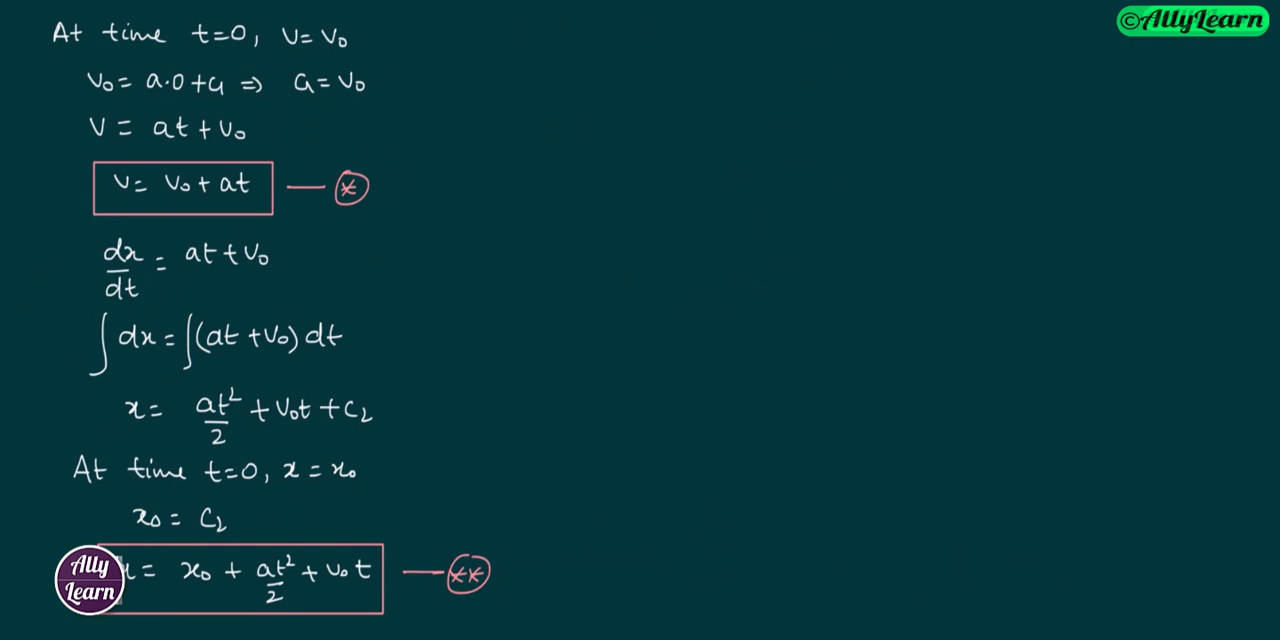 ©AllyLearn
At time t=0, v=v₀
v₀ = a.0+c₁ ⇒ c₁ = v₀
v = at + v₀
v = v₀ + at — ⊛
dx/dt = at + v₀
∫dx = ∫(at + v₀) dt
x = at²/2 + v₀t + c₂
At time t=0, x = x₀
x₀ = c₂
x = x₀ + at²/2 + v₀t — (**)
Ally
Learn